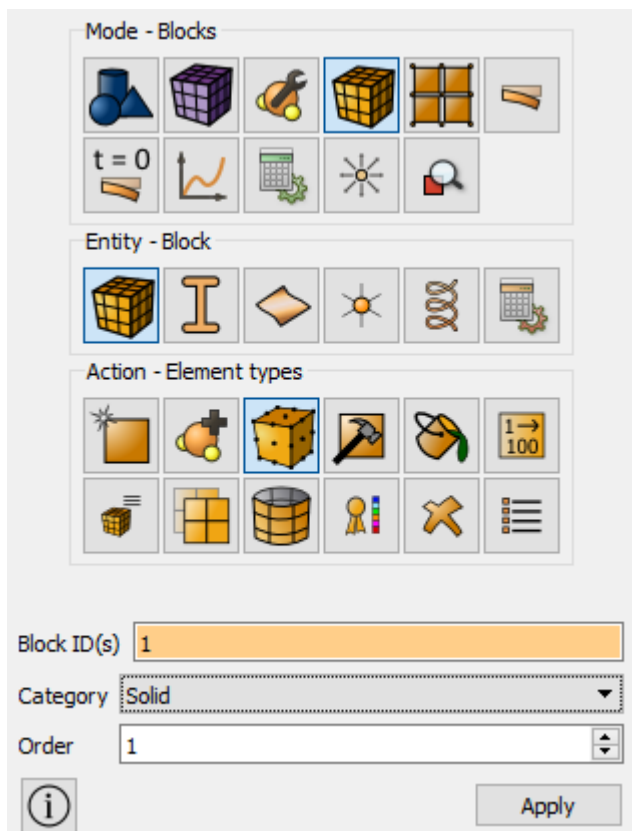 Mode - Blocks
t = 0
Entity - Block
Action - Element types
1→
100
Block ID(s) 1
Category Solid
Order 1
i
Apply